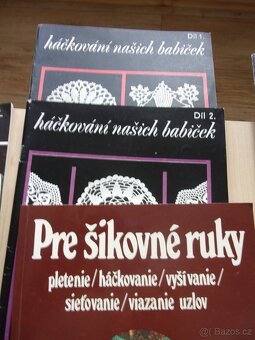 Díl 1.
háčkování našich babiček
Díl 2.
háčkování našich babiček
Pre šikovné ruky
pletenie/háčkovanie/vyšívanie/
sieťovanie/viazanie uzlov
Bazos.cz